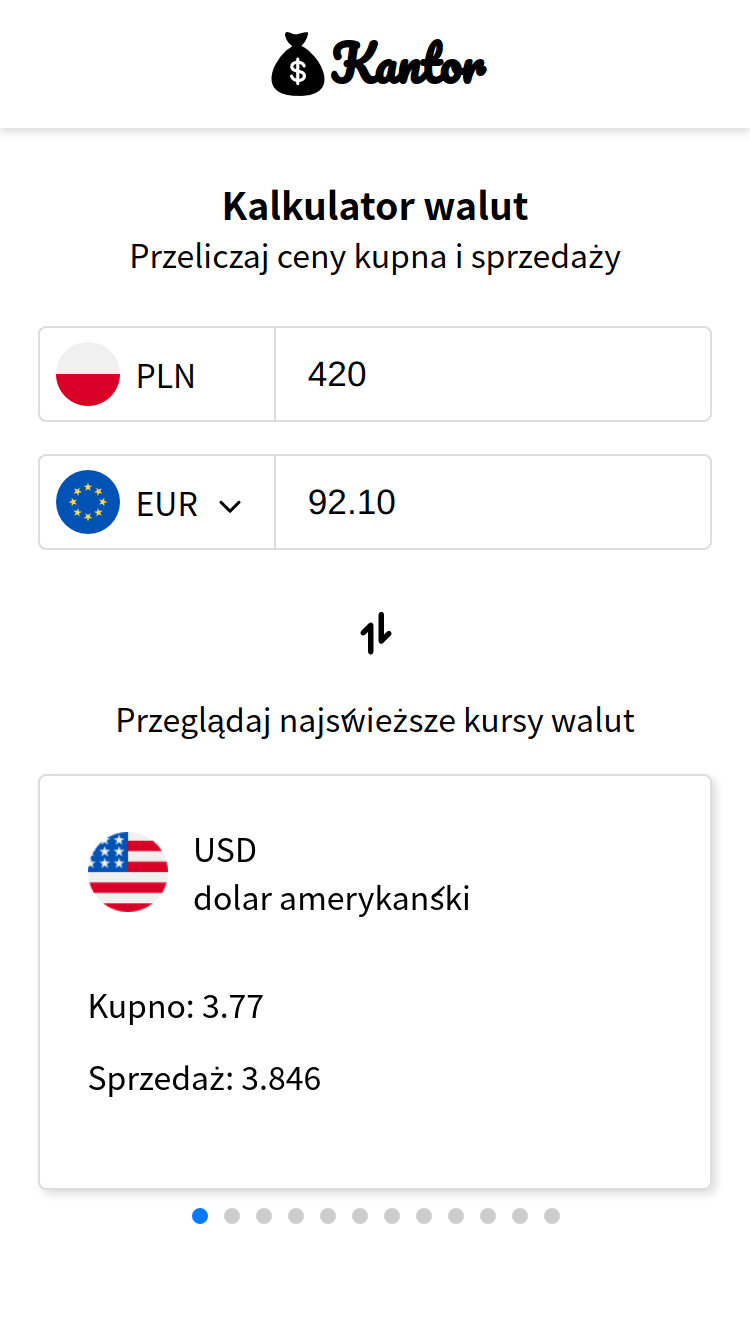 $ Kantor
Kalkulator walut
Przeliczaj ceny kupna i sprzedaży
PLN 420
EUR 92.10
Przeglądaj najświeższe kursy walut
USD
dolar amerykanśki
Kupno: 3.77
Sprzedaż: 3.846